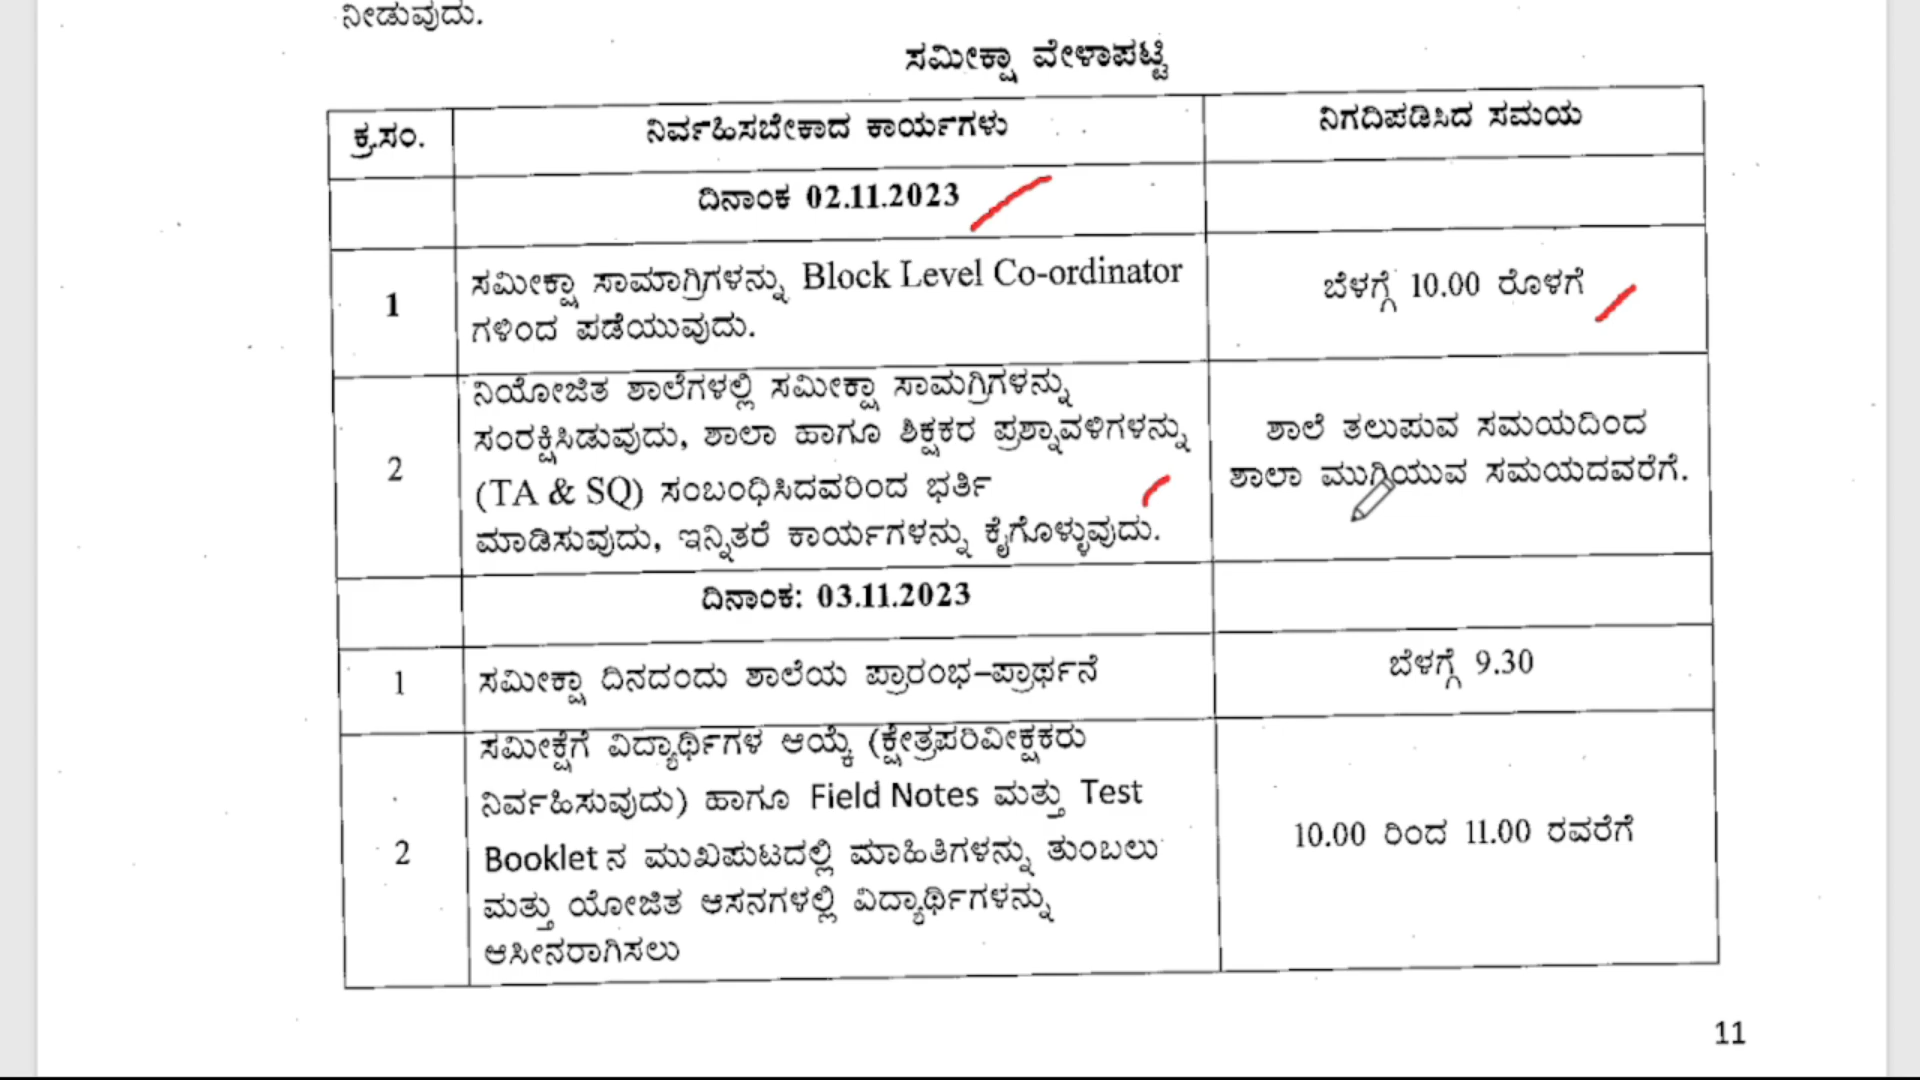 ನೀಡುವುದು.
ಸಮೀಕ್ಷಾ ವೇಳಾಪಟ್ಟಿ
ಕ್ರ.ಸಂ. ನಿರ್ವಹಿಸಬೇಕಾದ ಕಾರ್ಯಗಳು ನಿಗದಿಪಡಿಸಿದ ಸಮಯ
ದಿನಾಂಕ 02.11.2023
1 ಸಮೀಕ್ಷಾ ಸಾಮಾಗ್ರಿಗಳನ್ನು Block Level Co-ordinator
ಗಳಿಂದ ಪಡೆಯುವುದು.
ಬೆಳಗ್ಗೆ 10.00 ರೊಳಗೆ
2 ನಿಯೋಜಿತ ಶಾಲೆಗಳಲ್ಲಿ ಸಮೀಕ್ಷಾ ಸಾಮಗ್ರಿಗಳನ್ನು
ಸಂರಕ್ಷಿಸಿಡುವುದು, ಶಾಲಾ ಹಾಗೂ ಶಿಕ್ಷಕರ ಪ್ರಶ್ನಾವಳಿಗಳನ್ನು
(TA & SQ) ಸಂಬಂಧಿಸಿದವರಿಂದ ಭರ್ತಿ
ಮಾಡಿಸುವುದು, ಇನ್ನಿತರೆ ಕಾರ್ಯಗಳನ್ನು ಕೈಗೊಳ್ಳುವುದು.
ಶಾಲೆ ತಲುಪುವ ಸಮಯದಿಂದ
ಶಾಲಾ ಮುಗಿಯುವ ಸಮಯದವರೆಗೆ.
ದಿನಾಂಕ: 03.11.2023
1 ಸಮೀಕ್ಷಾ ದಿನದಂದು ಶಾಲೆಯ ಪ್ರಾರಂಭ-ಪ್ರಾರ್ಥನೆ ಬೆಳಗ್ಗೆ 9.30
2 ಸಮೀಕ್ಷೆಗೆ ವಿದ್ಯಾರ್ಥಿಗಳ ಆಯ್ಕೆ (ಕ್ಷೇತ್ರಪರಿವೀಕ್ಷಕರು
ನಿರ್ವಹಿಸುವುದು) ಹಾಗೂ Field Notes ಮತ್ತು Test
Booklet ನ ಮುಖಪುಟದಲ್ಲಿ ಮಾಹಿತಿಗಳನ್ನು ತುಂಬಲು
ಮತ್ತು ಯೋಜಿತ ಆಸನಗಳಲ್ಲಿ ವಿದ್ಯಾರ್ಥಿಗಳನ್ನು
ಆಸೀನರಾಗಿಸಲು
10.00 ರಿಂದ 11.00 ರವರೆಗೆ
11